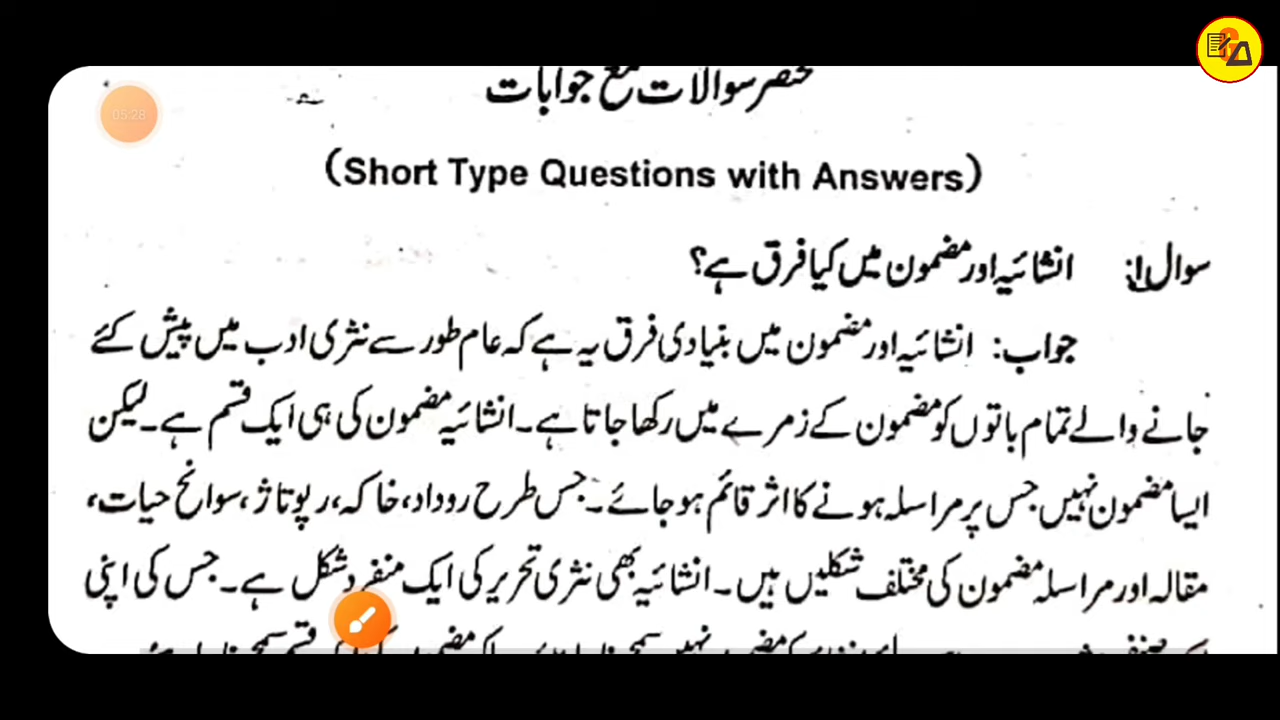 مختصر سوالات مع جوابات
(Short Type Questions with Answers)
سوال 1: انشائیہ اور مضمون میں کیا فرق ہے؟
جواب: انشائیہ اور مضمون میں بنیادی فرق یہ ہے کہ عام طور سے نثری ادب میں پیش کئے
جانے والے تمام باتوں کو مضمون کے زمرے میں رکھا جاتا ہے۔ انشائیہ مضمون کی ہی ایک قسم ہے۔ لیکن
ایسا مضمون نہیں جس پر مراسلہ ہونے کا اثر قائم ہو جائے۔ جس طرح روداد، خاکہ، رپوتاژ، سوانح حیات،
مقالہ اور مراسلہ مضمون کی مختلف شکلیں ہیں۔ انشائیہ بھی نثری تحریر کی ایک منفرد شکل ہے۔ جس کی اپنی
05:28